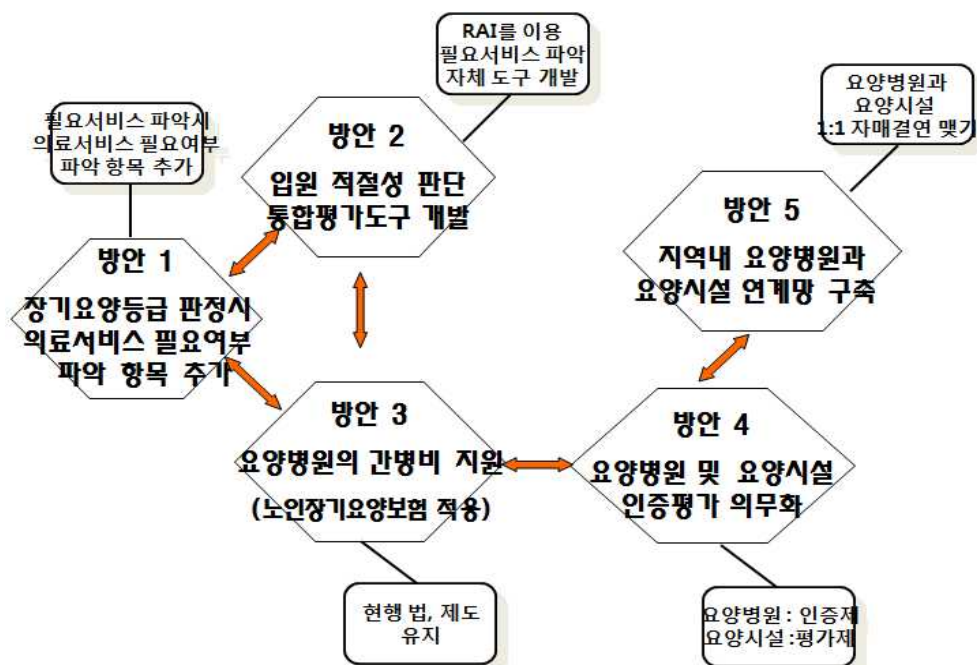 RAI를 이용
필요서비스 파악
자체 도구 개발
요양병원과
요양시설
1:1 자매결연 맺기
필요서비스 파악시
의료서비스 필요여부
파악 항목 추가
방안 2
입원 적절성 판단
통합평가도구 개발
방안 5
지역내 요양병원과
요양시설 연계망 구축
방안 1
장기요양등급 판정시
의료서비스 필요여부
파악 항목 추가
방안 3
요양병원의 간병비 지원
(노인장기요양보험 적용)
방안 4
요양병원 및 요양시설
인증평가 의무화
현행 법, 제도
유지
요양병원 : 인증제
요양시설 :평가제